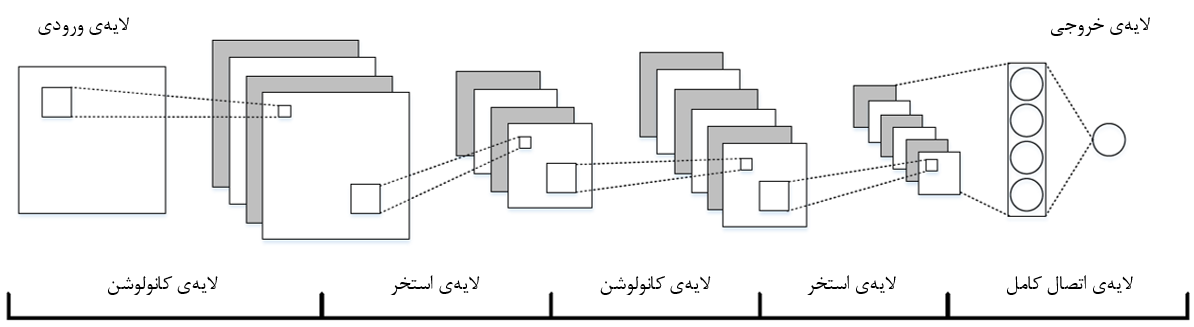 لایه‌ی ورودی
لایه‌ی خروجی
لایه‌ی کانولوشن
لایه‌ی استخر
لایه‌ی کانولوشن
لایه‌ی استخر
لایه‌ی اتصال کامل